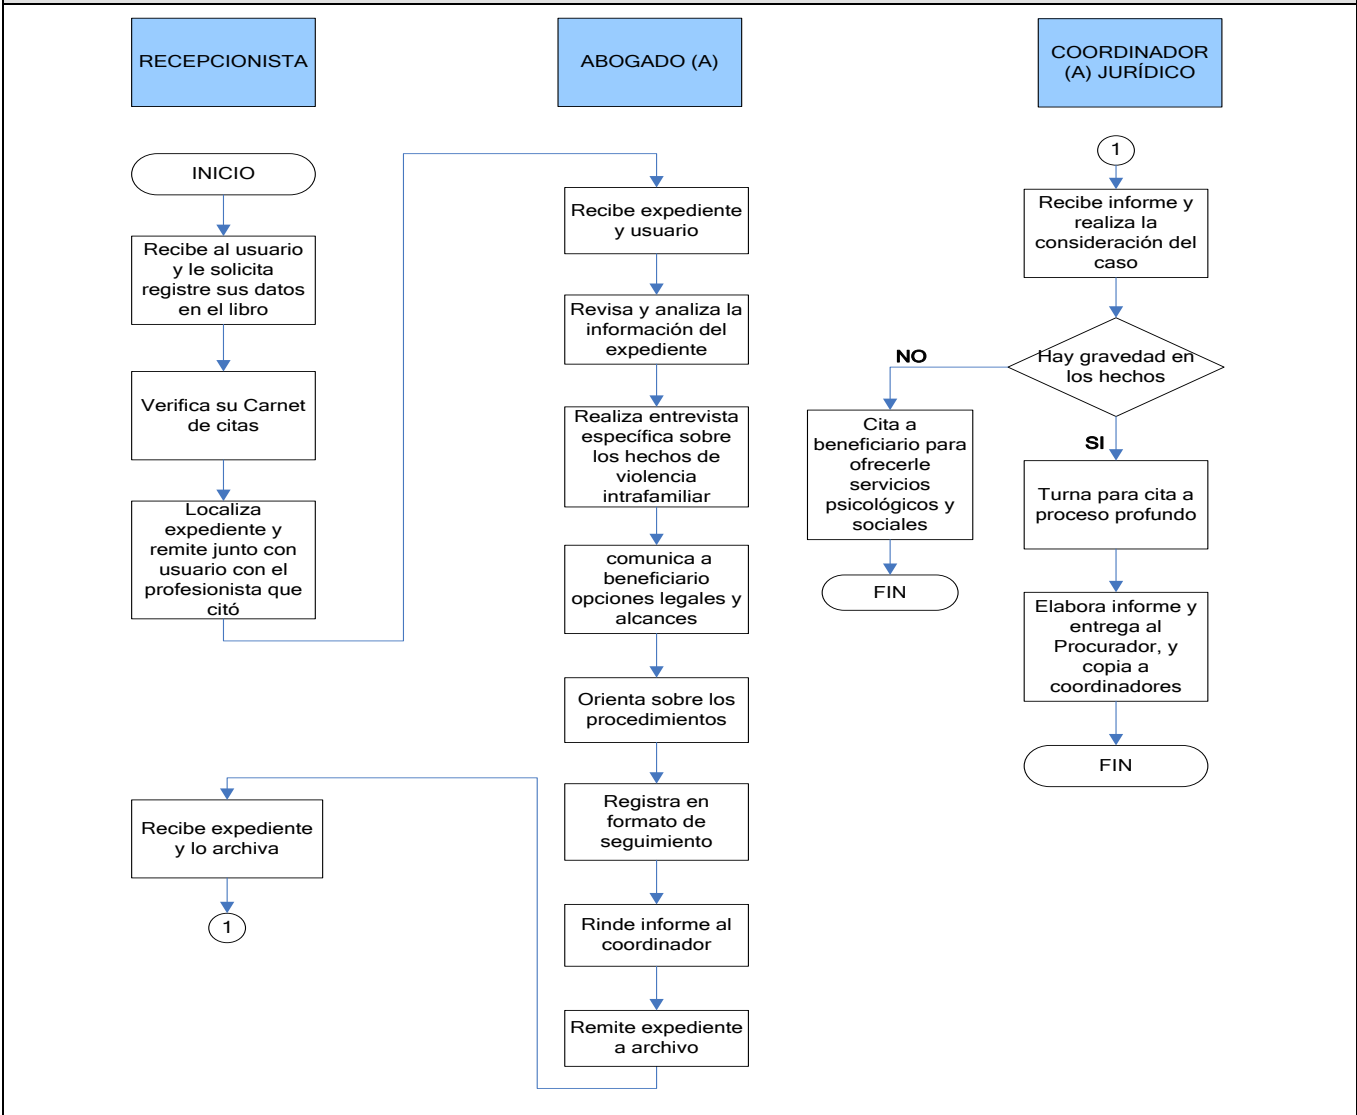 RECEPCIONISTA
ABOGADO (A)
COORDINADOR
(A) JURÍDICO
INICIO
Recibe al usuario
y le solicita
registre sus datos
en el libro
Verifica su Carnet
de citas
Localiza
expediente y
remite junto con
usuario con el
profesionista que
citó
Recibe expediente
y usuario
Revisa y analiza la
información del
expediente
Realiza entrevista
específica sobre
los hechos de
violencia
intrafamiliar
comunica a
beneficiario
opciones legales y
alcances
Orienta sobre los
procedimientos
Registra en
formato de
seguimiento
Rinde informe al
coordinador
Remite expediente
a archivo
Recibe expediente
y lo archiva
1
1
Recibe informe y
realiza la
consideración del
caso
Hay gravedad en
los hechos
NO
Cita a
beneficiario para
ofrecerle
servicios
psicológicos y
sociales
FIN
SI
Turna para cita a
proceso profundo
Elabora informe y
entrega al
Procurador, y
copia a
coordinadores
FIN